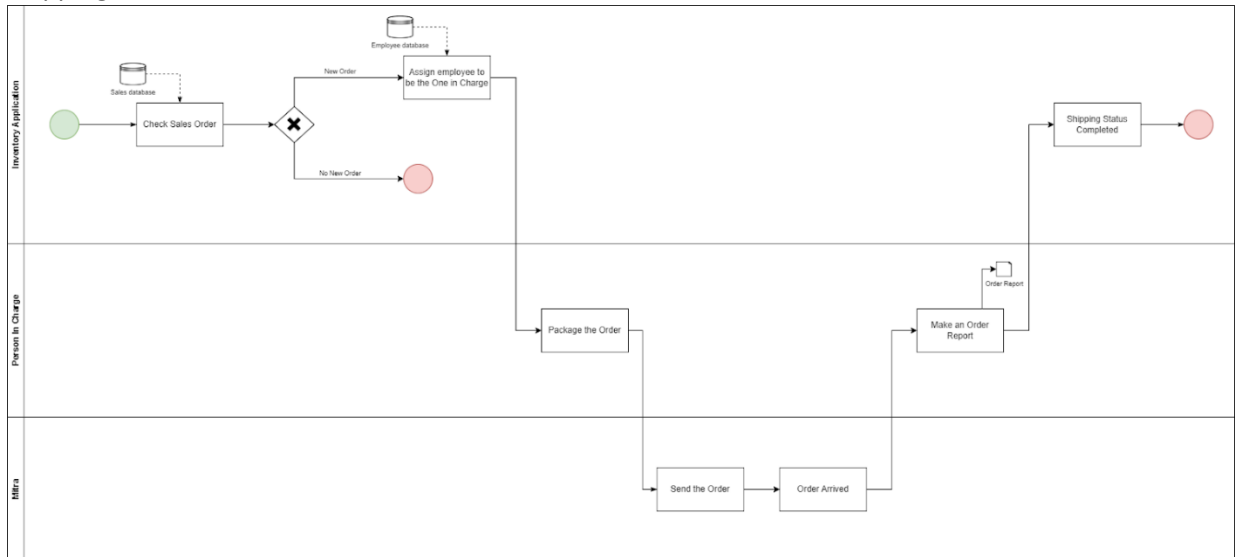 Employee database
New Order
Assign employee to
be the One in Charge
Sales database
Inventory Application
Check Sales Order
Shipping Status
Completed
No New Order
Order Report
Person In Charge
Package the Order
Make an Order
Report
Mitra
Send the Order
Order Arrived